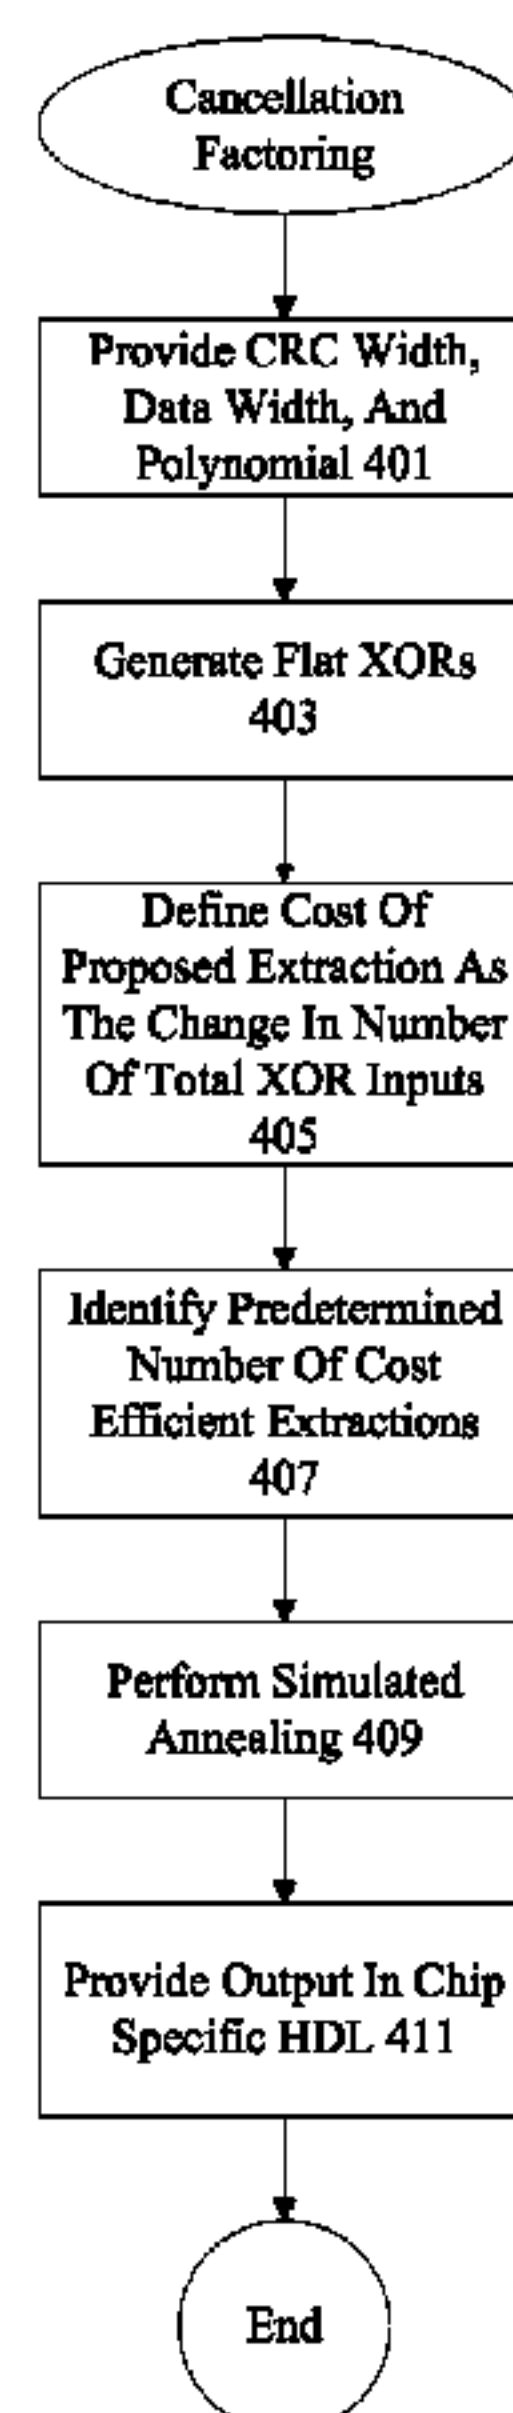 Cancellation
Factoring
Provide CRC Width,
Data Width, And
Polynomial 401
Generate Flat XORs
403
Define Cost Of
Proposed Extraction As
The Change In Number
Of Total XOR Inputs
405
Identify Predetermined
Number Of Cost
Efficient Extractions
407
Perform Simulated
Annealing 409
Provide Output In Chip
Specific HDL 411
End